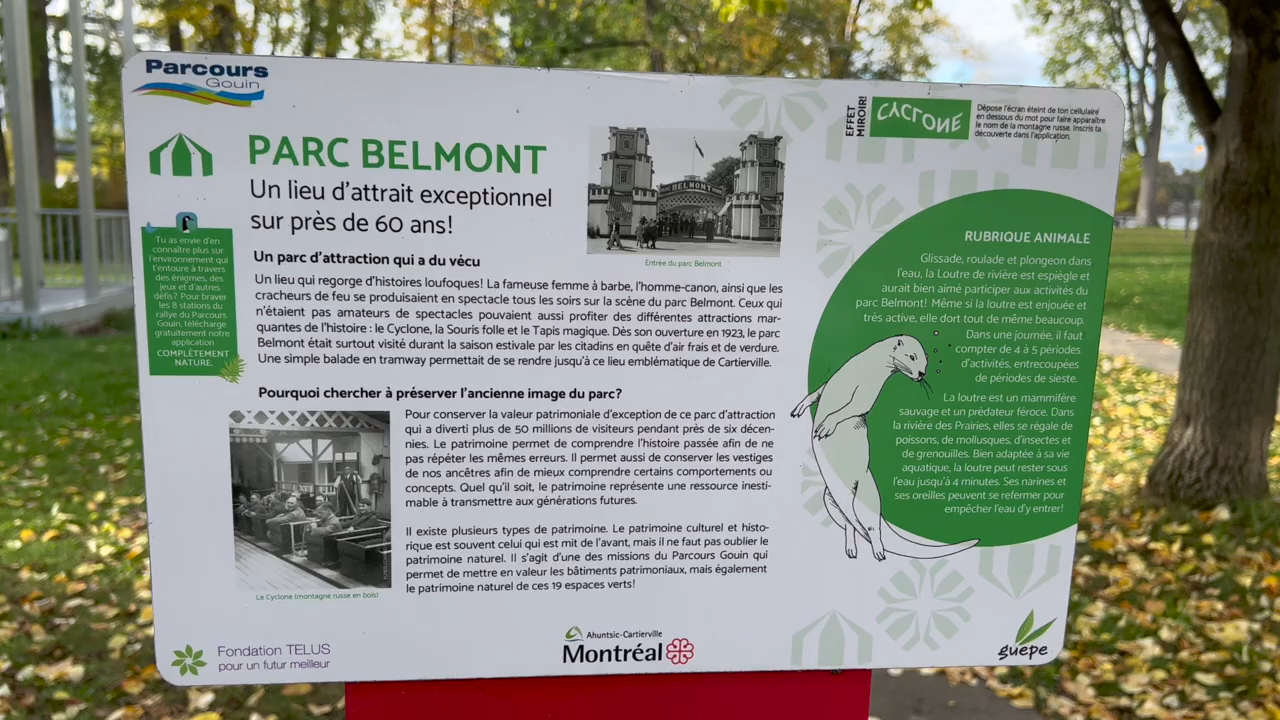 Parcours
Gouin
EFFET
MIROIR!
CYCLONE
Dépose l'écran éteint de ton cellulaire
en dessous du mot pour faire apparaître
le nom de la montagne russe. Inscris ta
découverte dans l'application.
PARC BELMONT
Un lieu d'attrait exceptionnel
sur près de 60 ans!
BELMONT
Entrée du parc Belmont
Tu as envie d'en
connaître plus sur
l'environnement qui
t'entoure à travers
des énigmes, des
jeux et d'autres
défis? Pour braver
les 8 stations du
rallye du Parcours
Gouin, télécharge
gratuitement notre
application
COMPLÈTEMENT
NATURE.
Un parc d'attraction qui a du vécu
Un lieu qui regorge d'histoires loufoques! La fameuse femme à barbe, l'homme-canon, ainsi que les
cracheurs de feu se produisaient en spectacle tous les soirs sur la scène du parc Belmont. Ceux qui
n'étaient pas amateurs de spectacles pouvaient aussi profiter des différentes attractions mar-
quantes de l'histoire : le Cyclone, la Souris folle et le Tapis magique. Dès son ouverture en 1923, le parc
Belmont était surtout visité durant la saison estivale par les citadins en quête d'air frais et de verdure.
Une simple balade en tramway permettait de se rendre jusqu'à ce lieu emblématique de Cartierville.
Pourquoi chercher à préserver l'ancienne image du parc?
Pour conserver la valeur patrimoniale d'exception de ce parc d'attraction
qui a diverti plus de 50 millions de visiteurs pendant près de six décen-
nies. Le patrimoine permet de comprendre l'histoire passée afin de ne
pas répéter les mêmes erreurs. Il permet aussi de conserver les vestiges
de nos ancêtres afin de mieux comprendre certains comportements ou
concepts. Quel qu'il soit, le patrimoine représente une ressource inesti-
mable à transmettre aux générations futures.
Il existe plusieurs types de patrimoine. Le patrimoine culturel et histo-
rique est souvent celui qui est mit de l'avant, mais il ne faut pas oublier le
patrimoine naturel. Il s'agit d'une des missions du Parcours Gouin qui
permet de mettre en valeur les bâtiments patrimoniaux, mais également
le patrimoine naturel de ces 19 espaces verts!
Le Cyclone (montagne russe en bois)
RUBRIQUE ANIMALE
Glissade, roulade et plongeon dans
l'eau, la Loutre de rivière est espiègle et
aurait bien aimé participer aux activités du
parc Belmont! Même si la loutre est enjouée et
très active, elle dort tout de même beaucoup.
Dans une journée, il faut
compter de 4 à 5 périodes
d'activités, entrecoupées
de périodes de sieste.
La loutre est un mammifère
sauvage et un prédateur féroce. Dans
la rivière des Prairies, elles se régale de
poissons, de mollusques, d'insectes et
de grenouilles. Bien adaptée à sa vie
aquatique, la loutre peut rester sous
l'eau jusqu'à 4 minutes. Ses narines et
ses oreilles peuvent se refermer pour
empêcher l'eau d'y entrer!
Fondation TELUS
pour un futur meilleur
Ahuntsic-Cartierville
Montréal
guepe